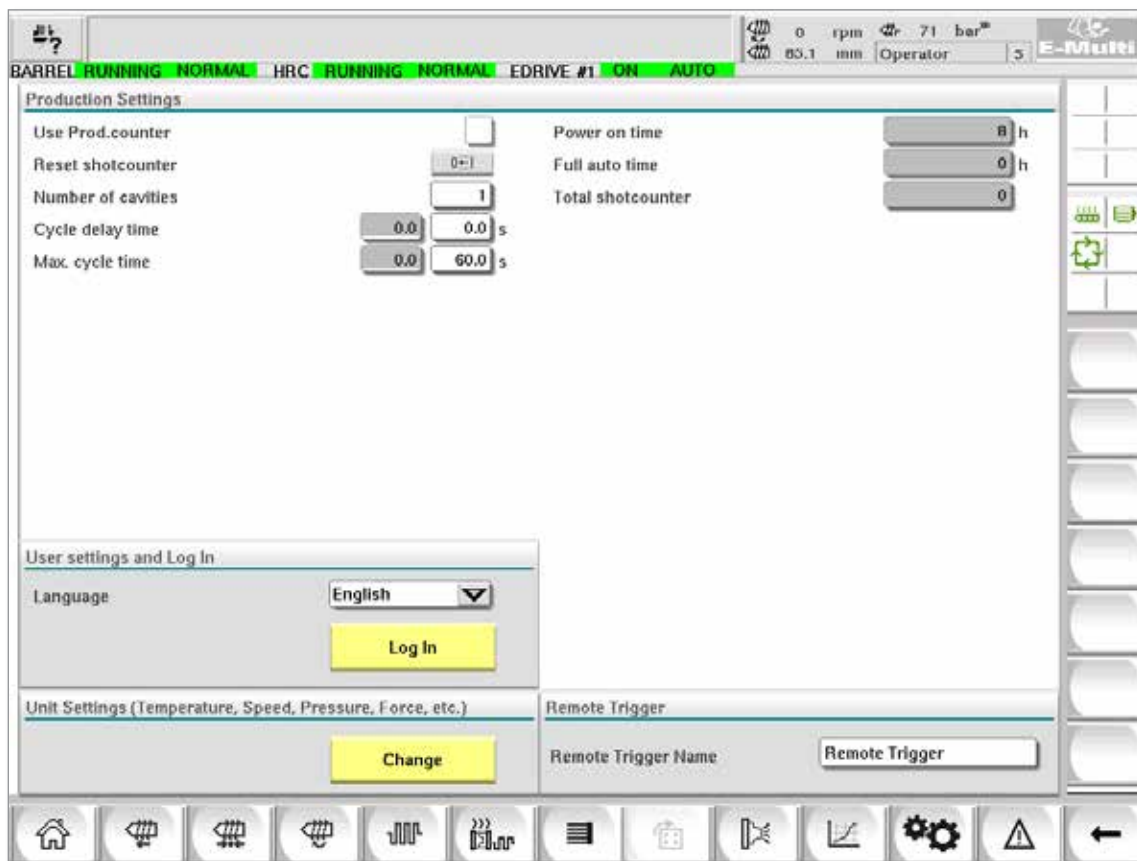 0 rpm 71 bar
83.1 mm Operator 5
E-Multi
BARREL RUNNING NORMAL HRC RUNNING NORMAL EDRIVE #1 ON AUTO
Production Settings
Use Prod.counter
Power on time 8 h
Reset shotcounter
Full auto time 0 h
Number of cavities 1
Total shotcounter 0
Cycle delay time 0.0 0.0 s
Max. cycle time 0.0 60.0 s
User settings and Log In
Language English
Log In
Unit Settings (Temperature, Speed, Pressure, Force, etc.)
Change
Remote Trigger
Remote Trigger Name Remote Trigger